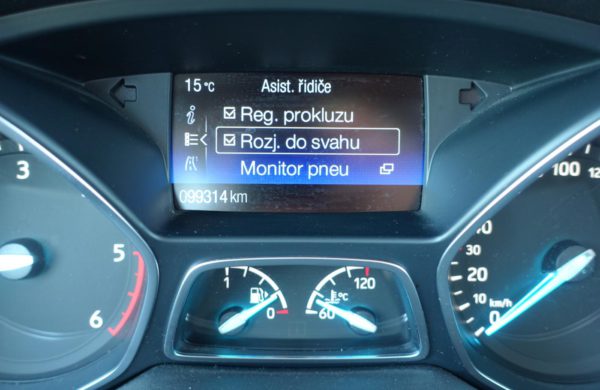 15°C Asist. řidiče
Reg. prokluzu
Rozj. do svahu
Monitor pneu
099314 km
3
5
6
1
0
°C
60
120
100
30
20
10
0
km/h